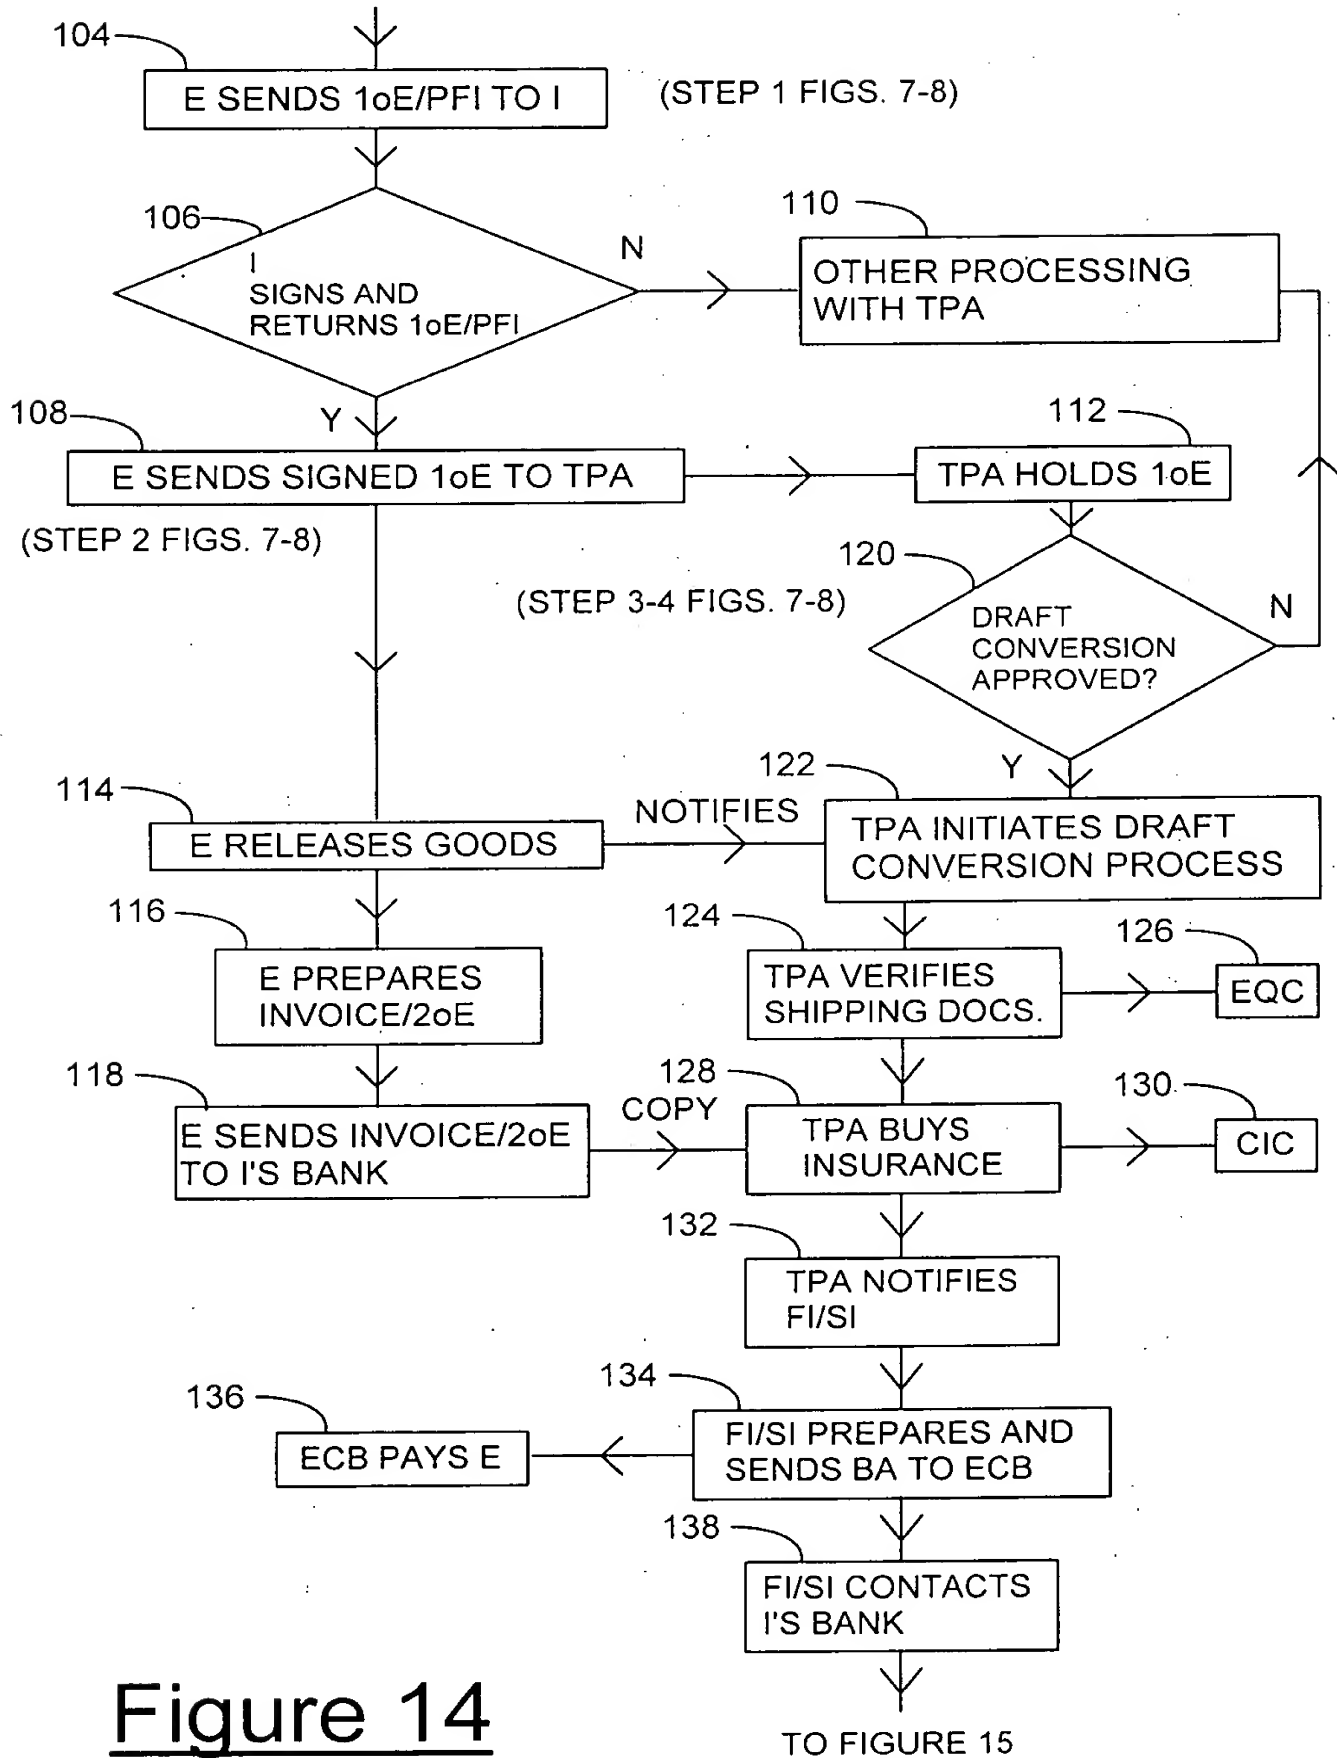 104
E SENDS 1oE/PFI TO I
(STEP 1 FIGS. 7-8)
106
I
SIGNS AND
RETURNS 1oE/PFI
N
110
OTHER PROCESSING
WITH TPA
Y
108
E SENDS SIGNED 1oE TO TPA
(STEP 2 FIGS. 7-8)
112
TPA HOLDS 1oE
(STEP 3-4 FIGS. 7-8)
120
DRAFT
CONVERSION
APPROVED?
N
Y
114
E RELEASES GOODS
NOTIFIES
122
TPA INITIATES DRAFT
CONVERSION PROCESS
116
E PREPARES
INVOICE/2oE
124
TPA VERIFIES
SHIPPING DOCS.
126
EQC
118
E SENDS INVOICE/2oE
TO I'S BANK
COPY
128
TPA BUYS
INSURANCE
130
CIC
132
TPA NOTIFIES
FI/SI
134
FI/SI PREPARES AND
SENDS BA TO ECB
136
ECB PAYS E
138
FI/SI CONTACTS
I'S BANK
TO FIGURE 15
Figure 14